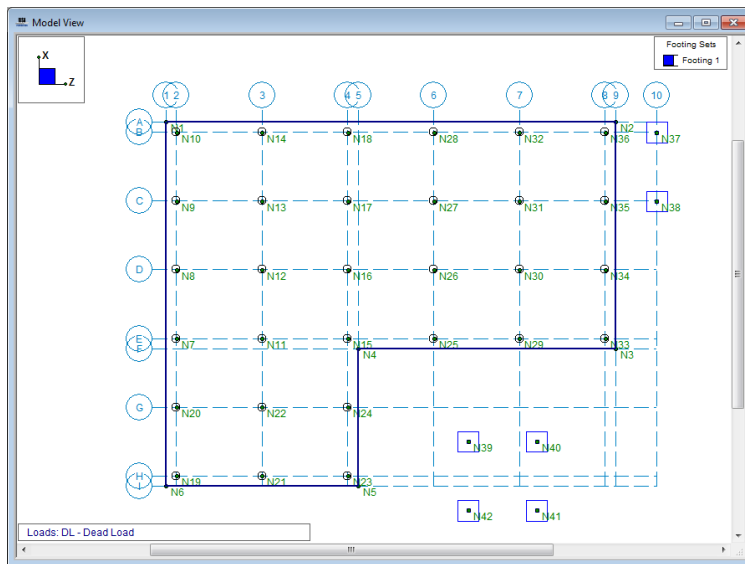 Model View
X
Z
Footing Sets
Footing 1
1 2 3 4 5 6 7 8 9 10
A
N1 N2
B
N10 N14 N18 N28 N32 N36 N37
C
N9 N13 N17 N27 N31 N35 N38
D
N8 N12 N16 N26 N30 N34
E
N7 N11 N15 N25 N29 N33
F
N4 N3
G
N20 N22 N24
N39 N40
H
N19 N21 N23
I
N6 N5
N42 N41
Loads: DL - Dead Load